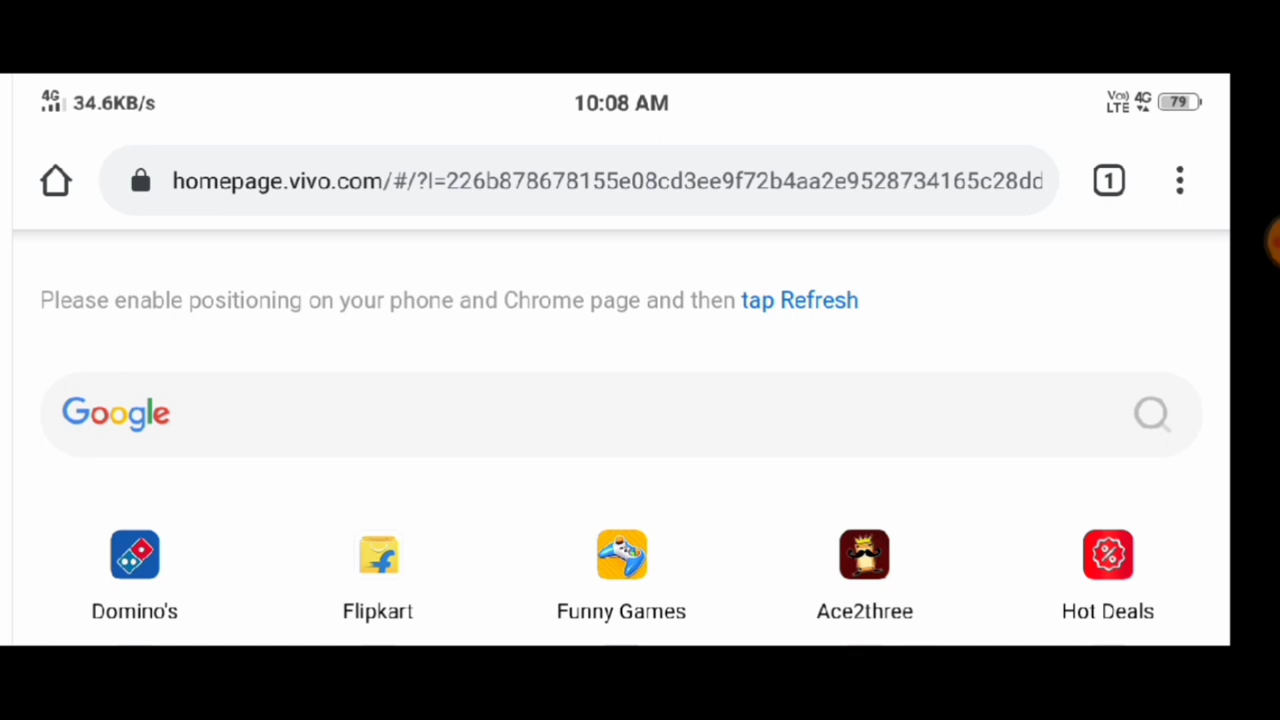 4G 34.6KB/s 10:08 AM Vo) LTE 4G 79
homepage.vivo.com/#/?l=226b878678155e08cd3ee9f72b4aa2e9528734165c28dd 1
Please enable positioning on your phone and Chrome page and then tap Refresh
Google
Domino's Flipkart Funny Games Ace2three Hot Deals